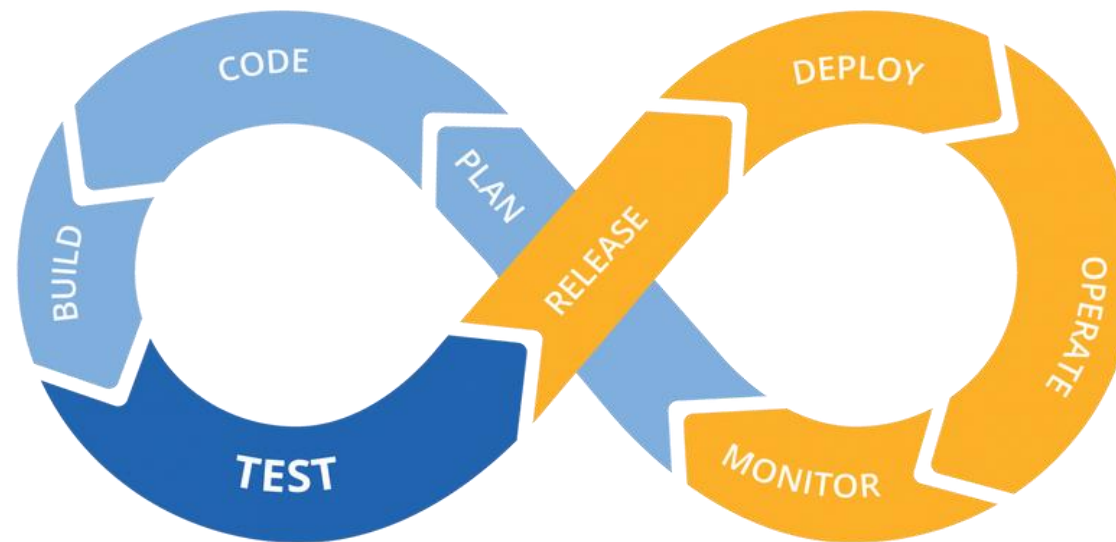 PLAN
CODE
BUILD
TEST
RELEASE
DEPLOY
OPERATE
MONITOR